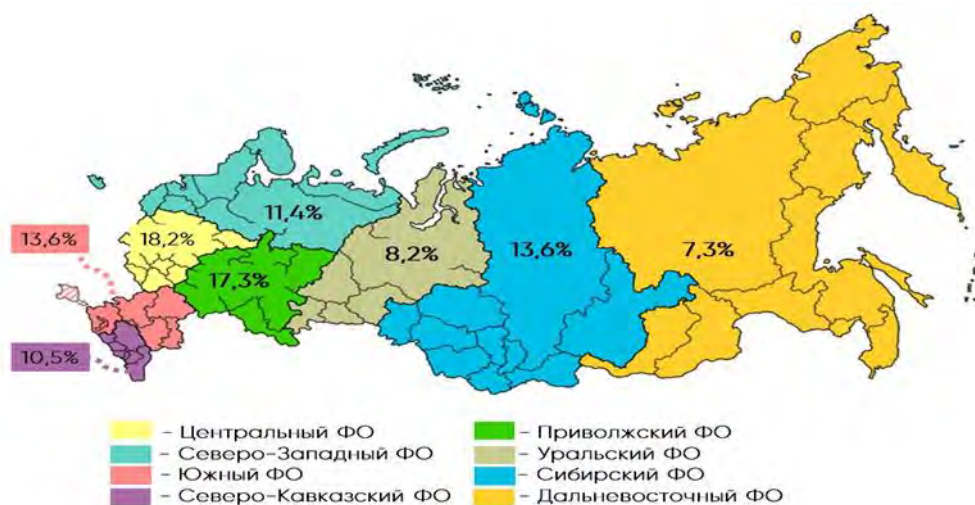 11,4%
13,6%
18,2%
8,2%
13,6%
7,3%
17,3%
10,5%
- Центральный ФО
- Северо-Западный ФО
- Южный ФО
- Северо-Кавказский ФО
- Приволжский ФО
- Уральский ФО
- Сибирский ФО
- Дальневосточный ФО